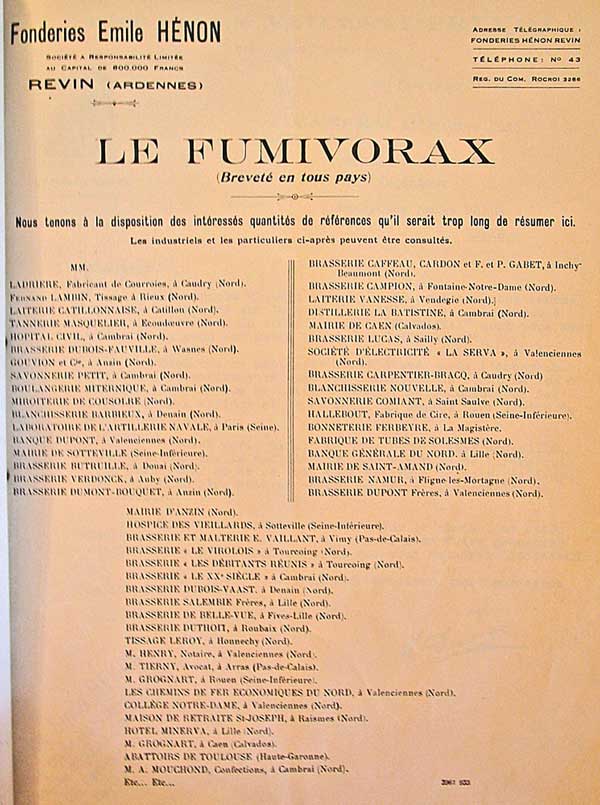 Fonderies Emile HÉNON
SOCIÉTÉ A RESPONSABILITÉ LIMITÉE
AU CAPITAL DE 800.000 FRANCS
REVIN (ARDENNES)
ADRESSE TÉLÉGRAPHIQUE :
FONDERIES HÉNON REVIN
TÉLÉPHONE : No 43
REG. DU COM. ROCROI 3286
LE FUMIVORAX
(Breveté en tous pays)
Nous tenons à la disposition des intéressés quantités de références qu'il serait trop long de résumer ici.
Les industriels et les particuliers ci-après peuvent être consultés.
MM.
LADRIERE, Fabricant de Courroies, à Caudry (Nord).
FERNAND LAMBIN, Tissage à Rieux (Nord).
LAITERIE CATILLONNAISE, à Catillon (Nord).
TANNERIE MASQUELIER, à Ecoudœuvre (Nord).
HOPITAL CIVIL, à Cambrai (Nord).
BRASSERIE DUBOIS-FAUVILLE, à Wasnes (Nord).
GOUVION et Cie, à Anzin (Nord).
SAVONNERIE PETIT, à Cambrai (Nord).
BOULANGERIE MITERNIQUE, à Cambrai (Nord).
MIROITERIE DE COUSOLRE (Nord).
BLANCHISSERIE BARBIEUX, à Denain (Nord).
LABORATOIRE DE L'ARTILLERIE NAVALE, à Paris (Seine).
BANQUE DUPONT, à Valenciennes (Nord).
MAIRIE DE SOTTEVILLE (Seine-Inférieure).
BRASSERIE BUTRUILLE, à Douai (Nord).
BRASSERIE VERDONCK, à Auby (Nord).
BRASSERIE DUMONT-ROUQUET, à Anzin (Nord).
BRASSERIE CAFFEAU, CARDON et F. et P. GABET, à Inchy-
Beaumont (Nord).
BRASSERIE CAMPION, à Fontaine-Notre-Dame (Nord).
LAITERIE VANESSE, à Vendegie (Nord).
DISTILLERIE LA BATISTINE, à Cambrai (Nord).
MAIRIE DE CAEN (Calvados).
BRASSERIE LUCAS, à Sailly (Nord).
SOCIÉTÉ D'ÉLECTRICITÉ « LA SERVA », à Valenciennes
(Nord).
BRASSERIE CARPENTIER-BRACQ, à Caudry (Nord)
BLANCHISSERIE NOUVELLE, à Cambrai (Nord).
SAVONNERIE COMIANT, à Saint Saulve (Nord).
HALLEBOUT, Fabrique de Cire, à Rouen (Seine-Inférieure).
BONNETERIE FERBEYRE, à La Magistère.
FABRIQUE DE TUBES DE SOLESMES (Nord).
BANQUE GÉNÉRALE DU NORD, à Lille (Nord).
MAIRIE DE SAINT-AMAND (Nord).
BRASSERIE NAMUR, à Fligne-les-Mortagne (Nord).
BRASSERIE DUPONT Frères, à Valenciennes (Nord).
MAIRIE D'ANZIN (Nord).
HOSPICE DES VIEILLARDS, à Sotteville (Seine-Intérieure).
BRASSERIE ET MALTERIE E. VAILLANT, à Vimy (Pas-de-Calais).
BRASSERIE « LE VIROLOIS » à Tourcoing (Nord).
BRASSERIE « LES DÉBITANTS RÉUNIS » à Tourcoing (Nord).
BRASSERIE « LE XXe SIÈCLE » à Cambrai (Nord).
BRASSERIE DUBOIS-VAAST, à Denain (Nord).
BRASSERIE SALEMBIE Frères, à Lille (Nord).
BRASSERIE DE BELLE-VUE, à Fives-Lille (Nord).
BRASSERIE DUTHOIT, à Roubaix (Nord).
TISSAGE LEROY, à Honnechy (Nord).
M. HENRY, Notaire, à Valenciennes (Nord).
M. TIERNY, Avocat, à Arras (Pas-de-Calais).
M. GROGNART, à Rouen (Seine-Inférieure).
LES CHEMINS DE FER ECONOMIQUES DU NORD, à Valenciennes (Nord).
COLLÈGE NOTRE-DAME, à Valenciennes (Nord).
MAISON DE RETRAITE St-JOSEPH, à Raismes (Nord).
HOTEL MINERVA, à Lille (Nord).
M. GROGNART, à Caen (Calvados).
ABATTOIRS DE TOULOUSE (Haute-Garonne).
M. A. MOUCHOND, Confections, à Cambrai (Nord).
Etc... Etc...